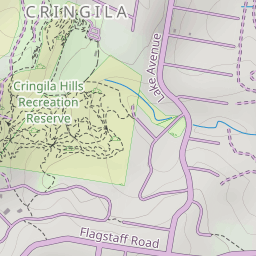 CRINGILA
Lake Avenue
Cringila Hills
Recreation
Reserve
Flagstaff Road